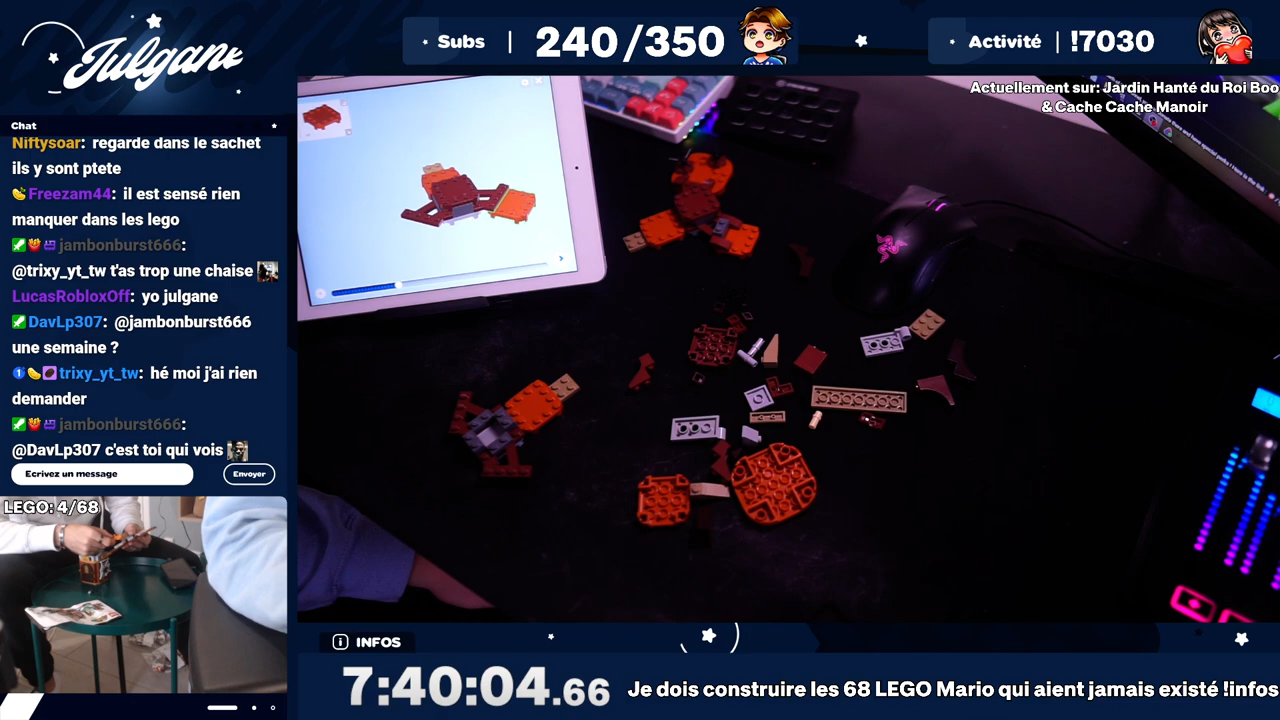 Julgane
Subs | 240/350
Activité | !7030
Actuellement sur: Jardin Hanté du Roi Boo
& Cache Cache Manoir
Chat
Niftysoar: regarde dans le sachet
ils y sont ptete
Freezam44: il est sensé rien
manquer dans les lego
jambonburst666:
@trixy_yt_tw t'as trop une chaise
LucasRobloxOff: yo julgane
DavLp307: @jambonburst666
une semaine ?
trixy_yt_tw: hé moi j'ai rien
demander
jambonburst666:
@DavLp307 c'est toi qui vois
Ecrivez un message
Envoyer
LEGO: 4/68
INFOS
7:40:04.66
Je dois construire les 68 LEGO Mario qui aient jamais existé !infos